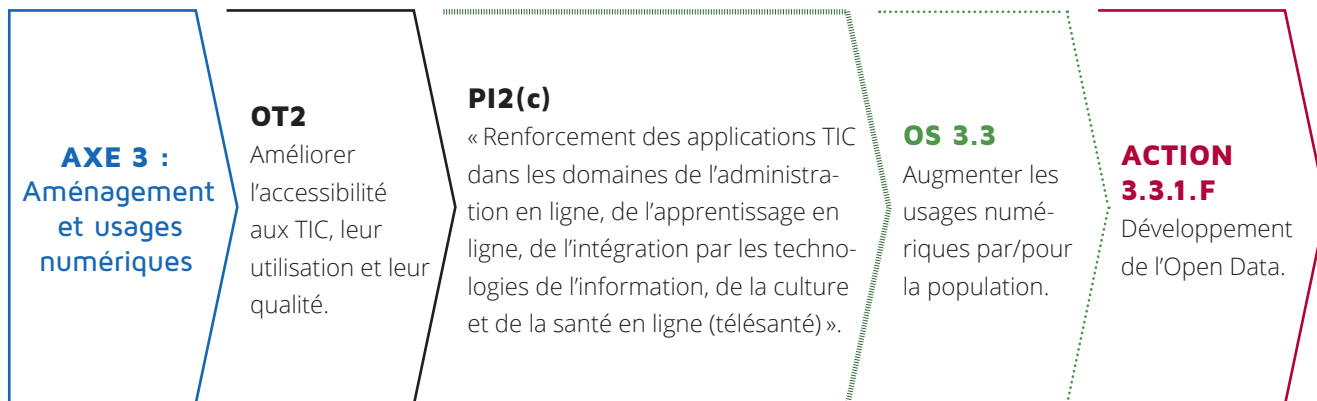 AXE 3 :
Aménagement
et usages
numériques
OT2
Améliorer
l’accessibilité
aux TIC, leur
utilisation et leur
qualité.
PI2(c)
« Renforcement des applications TIC
dans les domaines de l’administra-
tion en ligne, de l’apprentissage en
ligne, de l’intégration par les techno-
logies de l’information, de la culture
et de la santé en ligne (télésanté) ».
OS 3.3
Augmenter les
usages numé-
riques par/pour
la population.
ACTION
3.3.1.F
Développement
de l’Open Data.